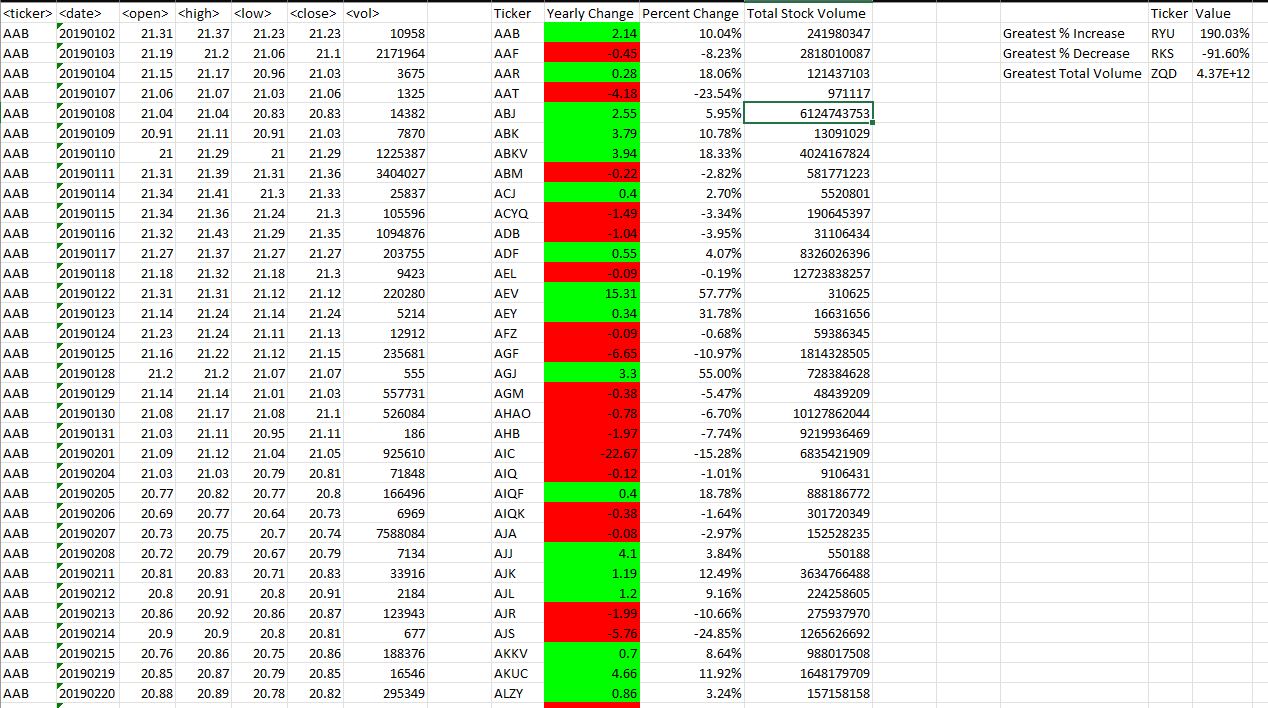 <ticker> <date> <open> <high> <low> <close> <vol> Ticker Yearly Change Percent Change Total Stock Volume Ticker Value
AAB 20190102 21.31 21.37 21.23 21.23 10958 AAB 2.14 10.04% 241980347 Greatest % Increase RYU 190.03%
AAB 20190103 21.19 21.2 21.06 21.1 2171964 AAF -0.45 -8.23% 2818010087 Greatest % Decrease RKS -91.60%
AAB 20190104 21.15 21.17 20.96 21.03 3675 AAR 0.28 18.06% 121437103 Greatest Total Volume ZQD 4.37E+12
AAB 20190107 21.06 21.07 21.03 21.06 1325 AAT -4.18 -23.54% 971117
AAB 20190108 21.04 20.83 20.83 14382 ABJ 2.55 5.95% 6124743753
AAB 20190109 20.91 21.11 20.91 21.03 7870 ABK 3.79 10.78% 13091029
AAB 20190110 21 21.29 21 21.29 1225387 ABKV 3.94 18.33% 4024167824
AAB 20190111 21.31 21.39 21.31 21.36 3404027 ABM -0.22 -2.82% 581771223
AAB 20190114 21.34 21.41 21.3 21.33 25837 ACJ 0.4 2.70% 5520801
AAB 20190115 21.34 21.36 21.24 21.3 105596 ACYQ -1.49 -3.34% 190645397
AAB 20190116 21.32 21.43 21.29 21.35 1094876 ADB -1.04 -3.95% 31106434
AAB 20190117 21.27 21.37 21.27 21.27 203755 ADF 0.55 4.07% 8326026396
AAB 20190118 21.18 21.32 21.18 21.3 9423 AEL -0.09 -0.19% 12723838257
AAB 20190122 21.31 21.31 21.12 21.12 220280 AEV 15.31 57.77% 310625
AAB 20190123 21.14 21.24 21.14 21.24 5214 AEY 0.34 31.78% 16631656
AAB 20190124 21.23 21.24 21.11 21.13 12912 AFZ -0.09 -0.68% 59386345
AAB 20190125 21.16 21.22 21.12 21.15 235681 AGF -6.65 -10.97% 1814328505
AAB 20190128 21.2 21.2 21.07 21.07 555 AGJ 3.3 55.00% 728384628
AAB 20190129 21.14 21.14 21.01 21.03 557731 AGM -0.38 -5.47% 48439209
AAB 20190130 21.08 21.17 21.08 21.1 526084 AHAO -0.78 -6.70% 10127862044
AAB 20190131 21.03 21.11 20.95 21.11 186 AHB -1.97 -7.74% 9219936469
AAB 20190201 21.09 21.12 21.04 21.05 925610 AIC -22.67 -15.28% 6835421909
AAB 20190204 21.03 21.03 20.79 20.81 71848 AIQ -0.12 -1.01% 9106431
AAB 20190205 20.77 20.82 20.77 20.8 166496 AIQF 0.4 18.78% 888186772
AAB 20190206 20.69 20.77 20.64 20.73 6969 AIQK -0.38 -1.64% 301720349
AAB 20190207 20.73 20.75 20.7 20.74 7588084 AJA -0.08 -2.97% 152528235
AAB 20190208 20.72 20.79 20.67 20.79 7134 AJJ 4.1 3.84% 550188
AAB 20190211 20.81 20.83 20.71 20.83 33916 AJK 1.19 12.49% 3634766488
AAB 20190212 20.8 20.91 20.8 20.91 2184 AJL 1.2 9.16% 224258605
AAB 20190213 20.86 20.92 20.86 20.87 123943 AJR -1.99 -10.66% 275937970
AAB 20190214 20.9 20.9 20.8 20.81 677 AJS -5.76 -24.85% 1265626692
AAB 20190215 20.76 20.86 20.75 20.86 188376 AKKV 0.7 8.64% 988017508
AAB 20190219 20.85 20.87 20.79 20.85 16546 AKUC 4.66 11.92% 1648179709
AAB 20190220 20.88 20.89 20.78 20.82 295349 ALZY 0.86 3.24% 157158158